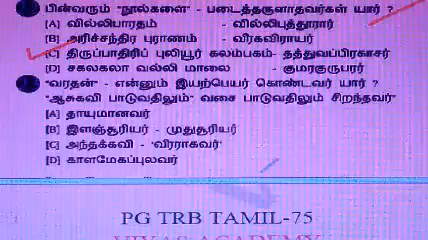 பின்வரும் "நூல்களை" - படைத்தருளாதவர்கள் யார் ?
[A] வில்லிபாரதம் - வில்லிபுத்தூரார்
[B] அரிச்சந்திர புராணம் - வீரகவிராயர்
[C] திருப்பாதிரிப் புலியூர் கலம்பகம்- தத்துவப்பிரகாசர்
[D] சகலகலா வல்லி மாலை - குமரகுருபரர்
"வரதன்" - என்னும் இயற்பெயர் கொண்டவர் யார் ?
"ஆசுகவி பாடுவதிலும்" வசை பாடுவதிலும் சிறந்தவர்"
[A] தாயுமானவர்
[B] இளஞ்சூரியர் - முதுசூரியர்
[C] அந்தக்கவி - 'வீரராகவர்'
[D] காளமேகப்புலவர்
PG TRB TAMIL-75
VIYAS ACADEMY